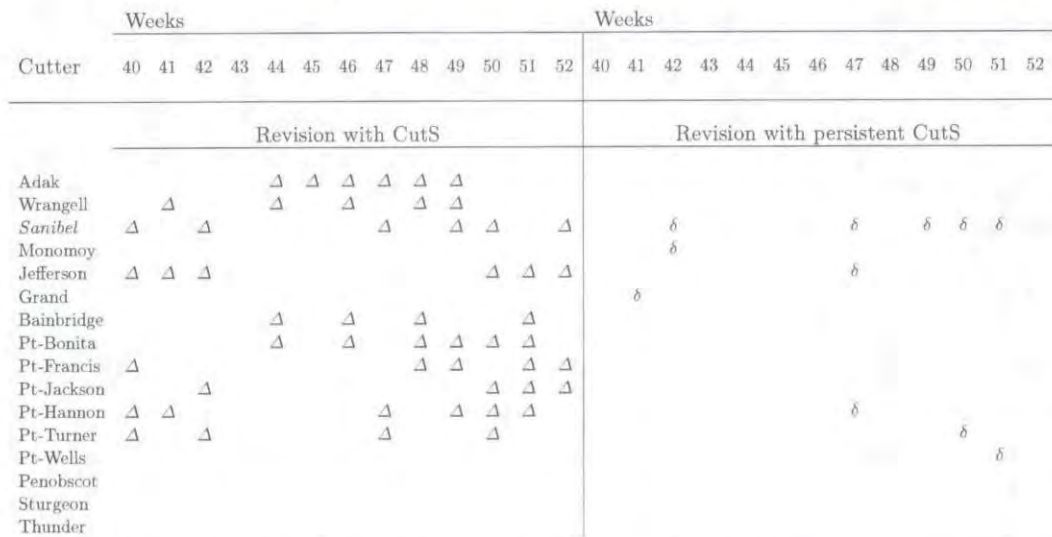 Weeks Weeks
Cutter 40 41 42 43 44 45 46 47 48 49 50 51 52 40 41 42 43 44 45 46 47 48 49 50 51 52
Revision with CutS Revision with persistent CutS
Adak Δ Δ Δ Δ Δ Δ
Wrangell Δ Δ Δ Δ Δ
Sanibel Δ Δ Δ Δ Δ Δ δ δ δ δ δ
Monomoy δ
Jefferson Δ Δ Δ Δ Δ Δ δ
Grand δ
Bainbridge Δ Δ Δ Δ
Pt-Bonita Δ Δ Δ Δ Δ Δ
Pt-Francis Δ Δ Δ Δ Δ
Pt-Jackson Δ Δ Δ Δ
Pt-Hannon Δ Δ Δ Δ Δ Δ δ
Pt-Turner Δ Δ Δ Δ δ
Pt-Wells δ
Penobscot
Sturgeon
Thunder